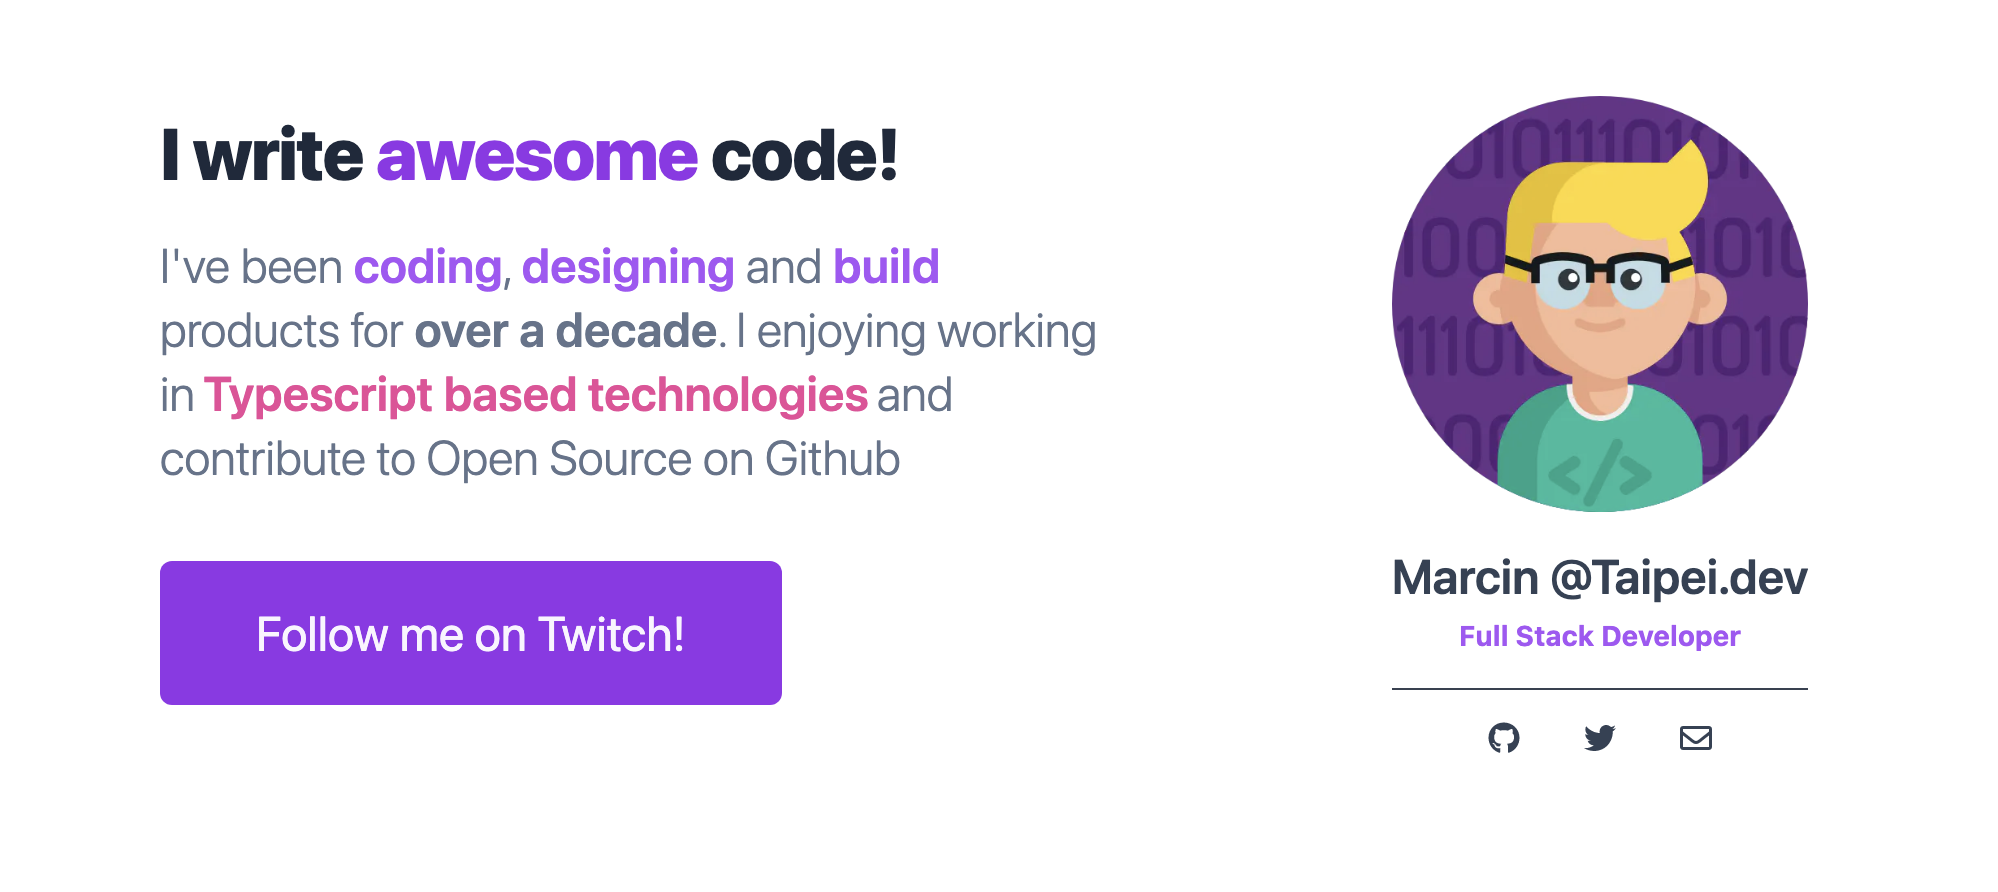 I write awesome code!
I've been coding, designing and build
products for over a decade. I enjoying working
in Typescript based technologies and
contribute to Open Source on Github
Follow me on Twitch!
Marcin @Taipei.dev
Full Stack Developer